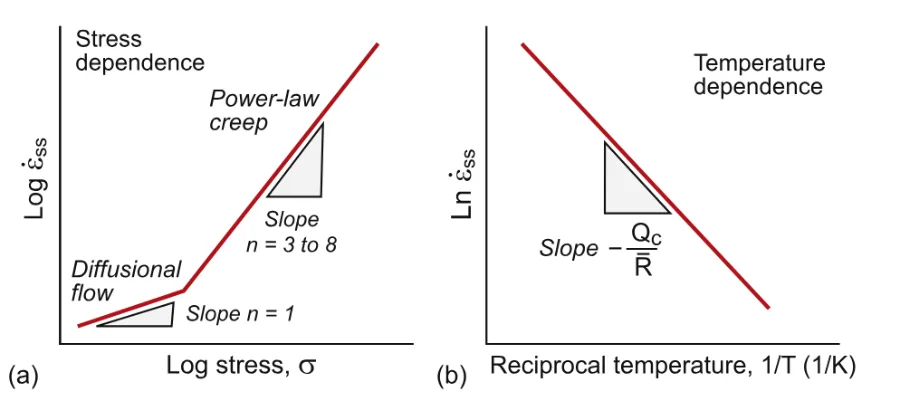 Stress
dependence
Power-law
creep
Slope
n = 3 to 8
Diffusional
flow
Slope n = 1
Log ε̇ss
Log stress, σ
(a)
Temperature
dependence
Slope − Qc
R̄
Ln ε̇ss
Reciprocal temperature, 1/T (1/K)
(b)